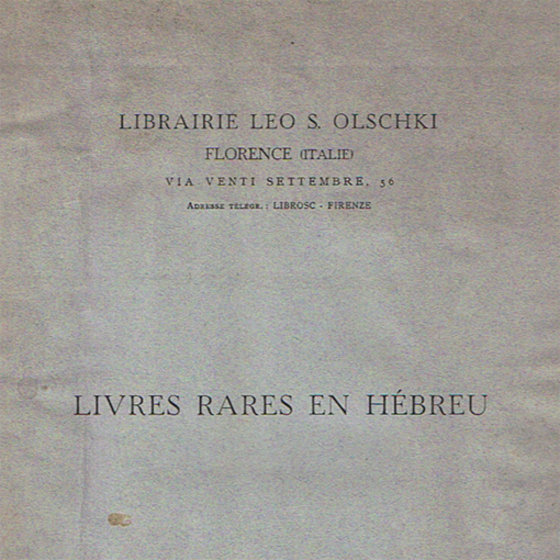 LIBRAIRIE LEO S. OLSCHKI
FLORENCE (ITALIE)
VIA VENTI SETTEMBRE, 56
ADRESSE TÉLÉGR. : LIBROSC - FIRENZE
LIVRES RARES EN HÉBREU